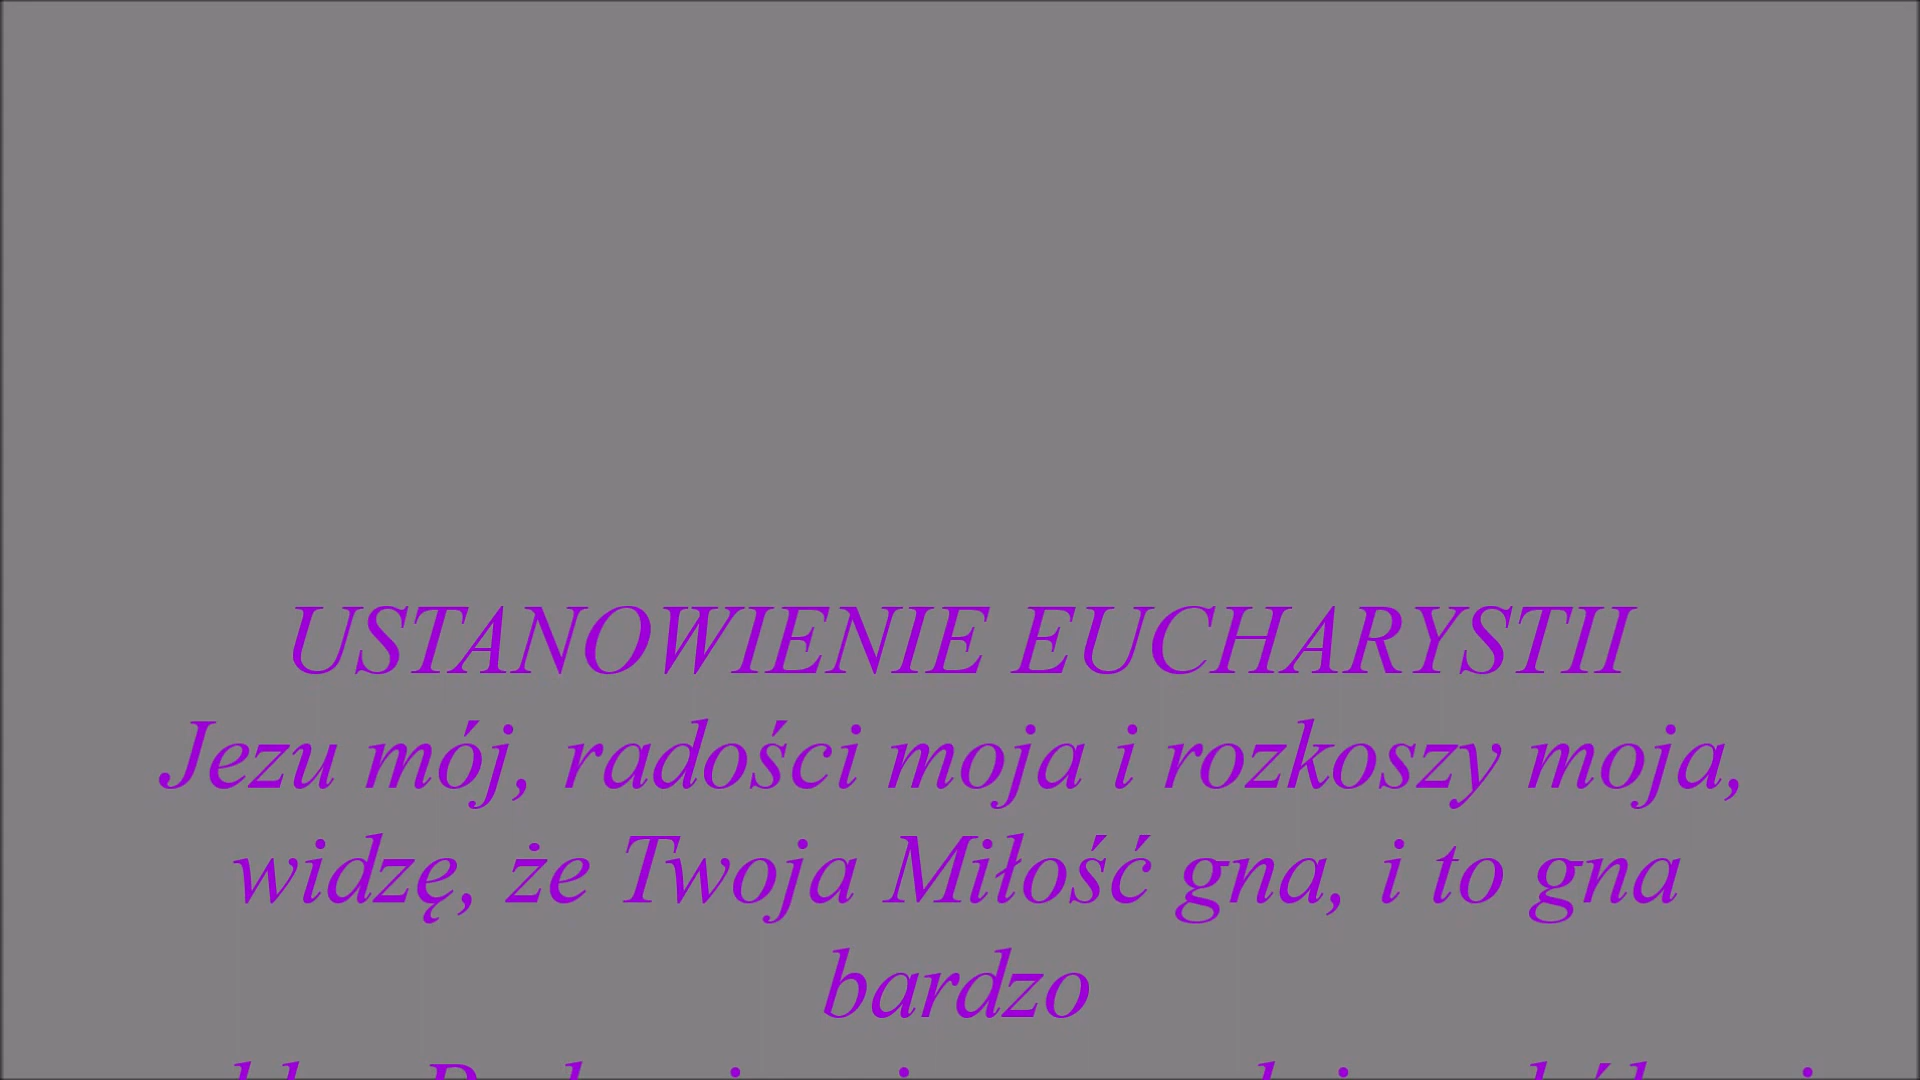 USTANOWIENIE EUCHARYSTII
Jezu mój, radości moja i rozkoszy moja,
widzę, że Twoja Miłość gna, i to gna
bardzo